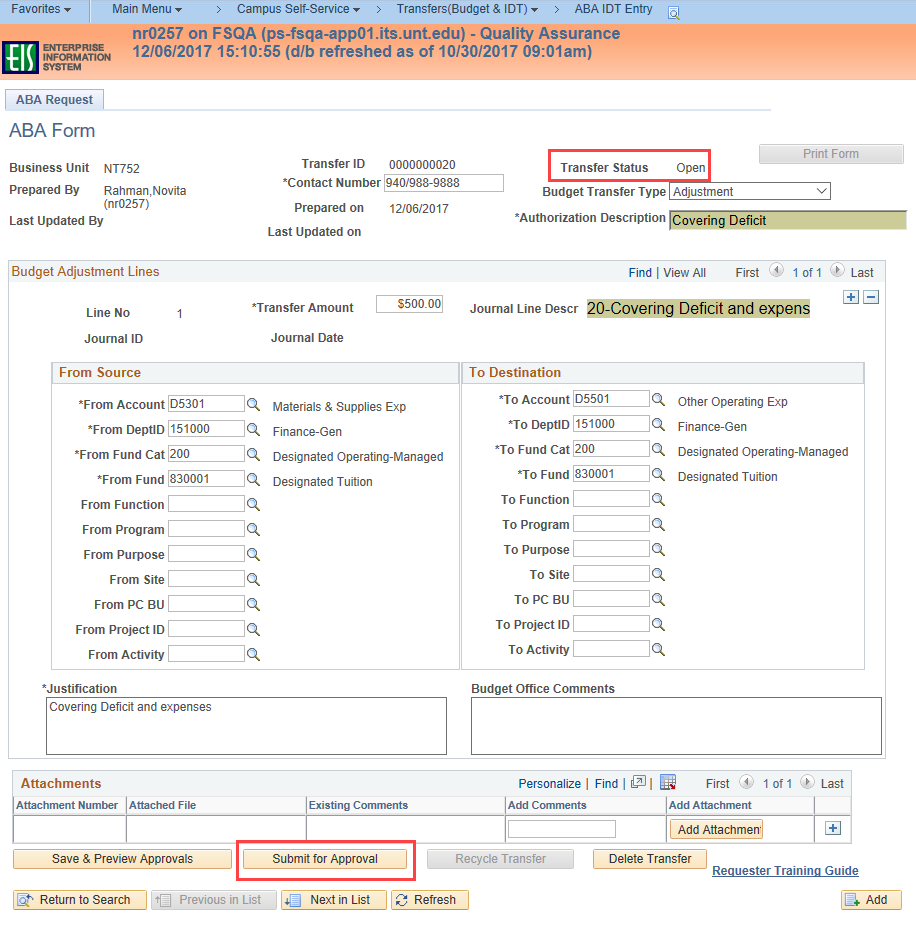 Favorites Main Menu > Campus Self-Service > Transfers(Budget & IDT) > ABA IDT Entry
nr0257 on FSQA (ps-fsqa-app01.its.unt.edu) - Quality Assurance
12/06/2017 15:10:55 (d/b refreshed as of 10/30/2017 09:01am)
EIS ENTERPRISE
INFORMATION
SYSTEM
ABA Request
ABA Form
Business Unit NT752 Transfer ID 0000000020 Transfer Status Open Print Form
Prepared By Rahman,Novita *Contact Number 940/988-9888 Budget Transfer Type Adjustment
(nr0257) Prepared on 12/06/2017
Last Updated By *Authorization Description Covering Deficit
Last Updated on
Budget Adjustment Lines Find | View All First 1 of 1 Last
Line No 1 *Transfer Amount $500.00 Journal Line Descr 20-Covering Deficit and expens
Journal ID Journal Date
From Source To Destination
*From Account D5301 Materials & Supplies Exp *To Account D5501 Other Operating Exp
*From DeptID 151000 Finance-Gen *To DeptID 151000 Finance-Gen
*From Fund Cat 200 Designated Operating-Managed *To Fund Cat 200 Designated Operating-Managed
*From Fund 830001 Designated Tuition *To Fund 830001 Designated Tuition
From Function To Function
From Program To Program
From Purpose To Purpose
From Site To Site
From PC BU To PC BU
From Project ID To Project ID
From Activity To Activity
*Justification Budget Office Comments
Covering Deficit and expenses
Attachments Personalize | Find | | First 1 of 1 Last
Attachment Number Attached File Existing Comments Add Comments Add Attachment
Add Attachment
Save & Preview Approvals Submit for Approval Recycle Transfer Delete Transfer Requester Training Guide
Return to Search Previous in List Next in List Refresh Add